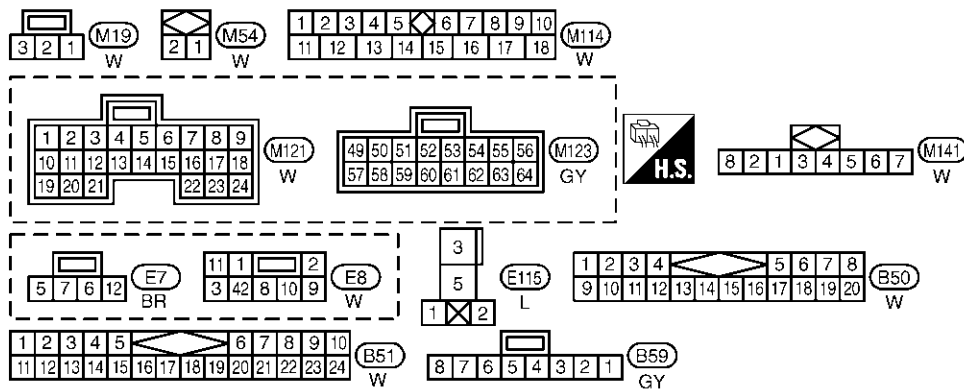 3 2 1 M19 W
2 1 M54 W
1 2 3 4 5 6 7 8 9 10
11 12 13 14 15 16 17 18 M114 W
1 2 3 4 5 6 7 8 9
10 11 12 13 14 15 16 17 18
19 20 21 22 23 24 M121 W
49 50 51 52 53 54 55 56
57 58 59 60 61 62 63 64 M123 GY
H.S.
8 2 1 3 4 5 6 7 M141 W
5 7 6 12 E7 BR
11 1 2
3 42 8 10 9 E8 W
3
5
1 2 E115 L
1 2 3 4 5 6 7 8
9 10 11 12 13 14 15 16 17 18 19 20 B50 W
1 2 3 4 5 6 7 8 9 10
11 12 13 14 15 16 17 18 19 20 21 22 23 24 B51 W
8 7 6 5 4 3 2 1 B59 GY